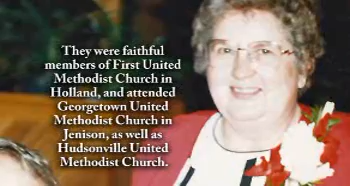 They were faithful
members of First United
Methodist Church in
Holland, and attended
Georgetown United
Methodist Church in
Jenison, as well as
Hudsonville United
Methodist Church.